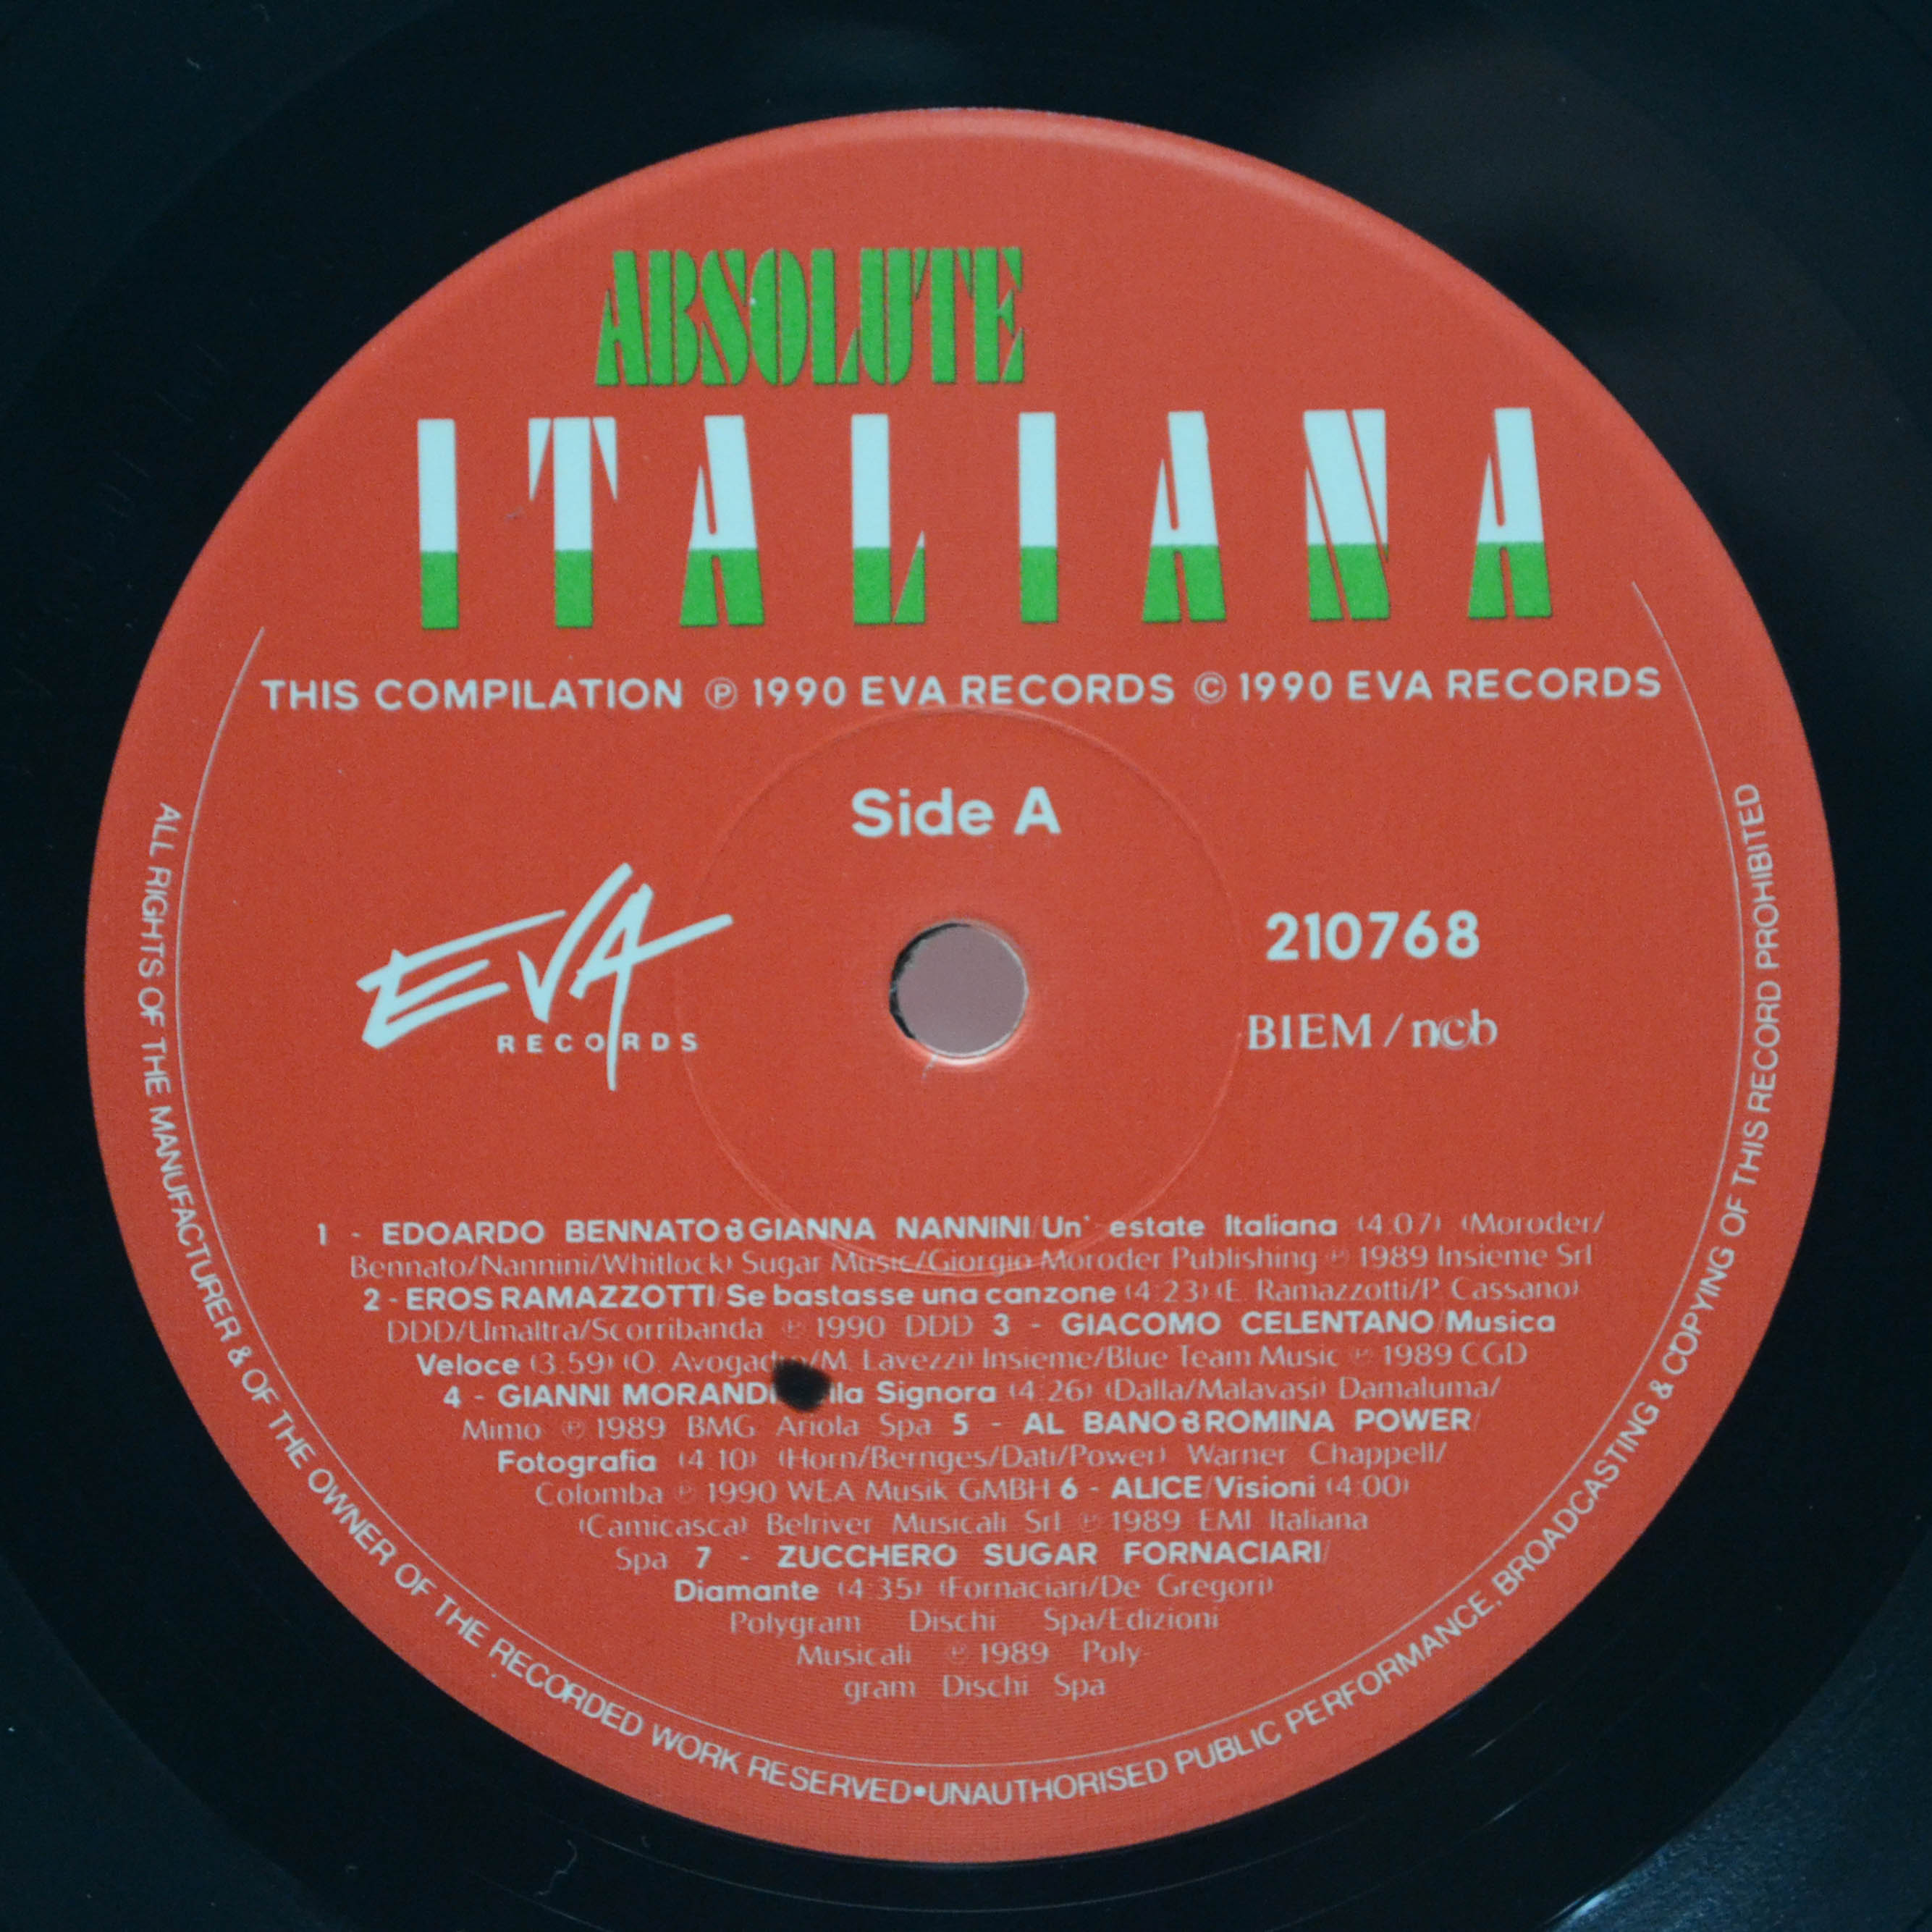 ABSOLUTE
ITALIANA
THIS COMPILATION ℗ 1990 EVA RECORDS © 1990 EVA RECORDS
Side A
EVA
RECORDS
210768
BIEM / ncb
1 - EDOARDO BENNATO & GIANNA NANNINI/Un' estate Italiana (4:07) (Moroder/
Bennato/Nannini/Whitlock) Sugar Music/Giorgio Moroder Publishing ℗ 1989 Insieme Srl
2 - EROS RAMAZZOTTI/Se bastasse una canzone (4:23) (E. Ramazzotti/P. Cassano)
DDD/Umaltra/Scorribanda ℗ 1990 DDD 3 - GIACOMO CELENTANO/Musica
Veloce (3.59) (O. /M. Lavezzi) Insieme/Blue Team Music ℗ 1989 CGD
4 - GIANNI MORANDI Signora (4:26) (Dalla/Malavasi) Damaluma/
Mimo ℗ 1989 BMG Ariola Spa 5 - AL BANO & ROMINA POWER/
Fotografia (4:10) (Horn/Bernges/Dati/Power) Warner Chappell/
Colomba ℗ 1990 WEA Musik GMBH 6 - ALICE/Visioni (4:00)
(Camicasca) Belriver Musicali Srl ℗ 1989 EMI Italiana
Spa 7 - ZUCCHERO SUGAR FORNACIARI/
Diamante (4:35) (Fornaciari/De Gregori)
Polygram Dischi Spa/Edizioni
Musicali ℗ 1989 Poly-
gram Dischi Spa
ALL RIGHTS OF THE MANUFACTURER & OF THE OWNER OF THE RECORDED WORK RESERVED•UNAUTHORISED PUBLIC PERFORMANCE, BROADCASTING & COPYING OF THIS RECORD PROHIBITED